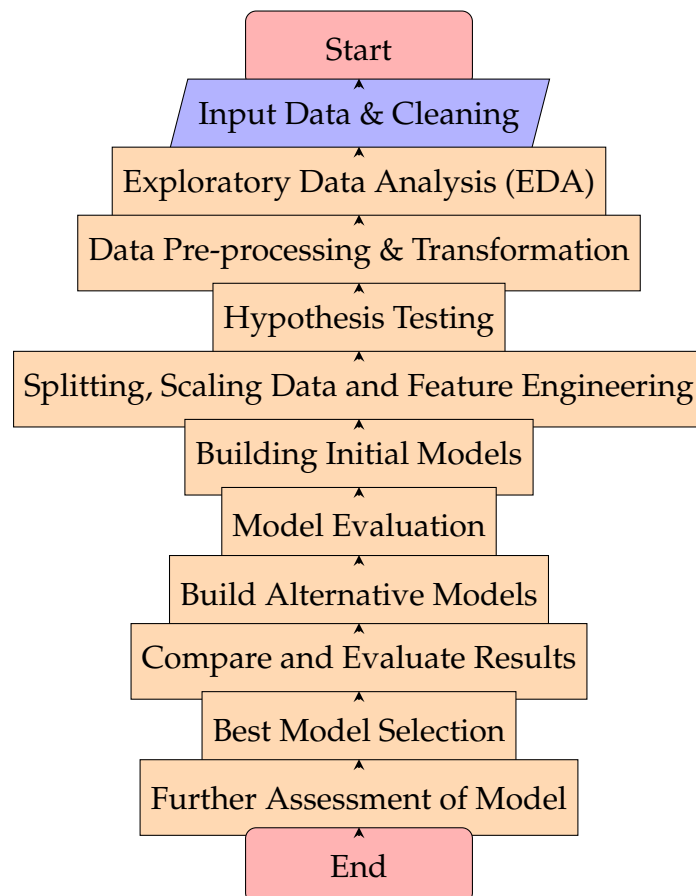 Start
Input Data & Cleaning
Exploratory Data Analysis (EDA)
Data Pre-processing & Transformation
Hypothesis Testing
Splitting, Scaling Data and Feature Engineering
Building Initial Models
Model Evaluation
Build Alternative Models
Compare and Evaluate Results
Best Model Selection
Further Assessment of Model
End